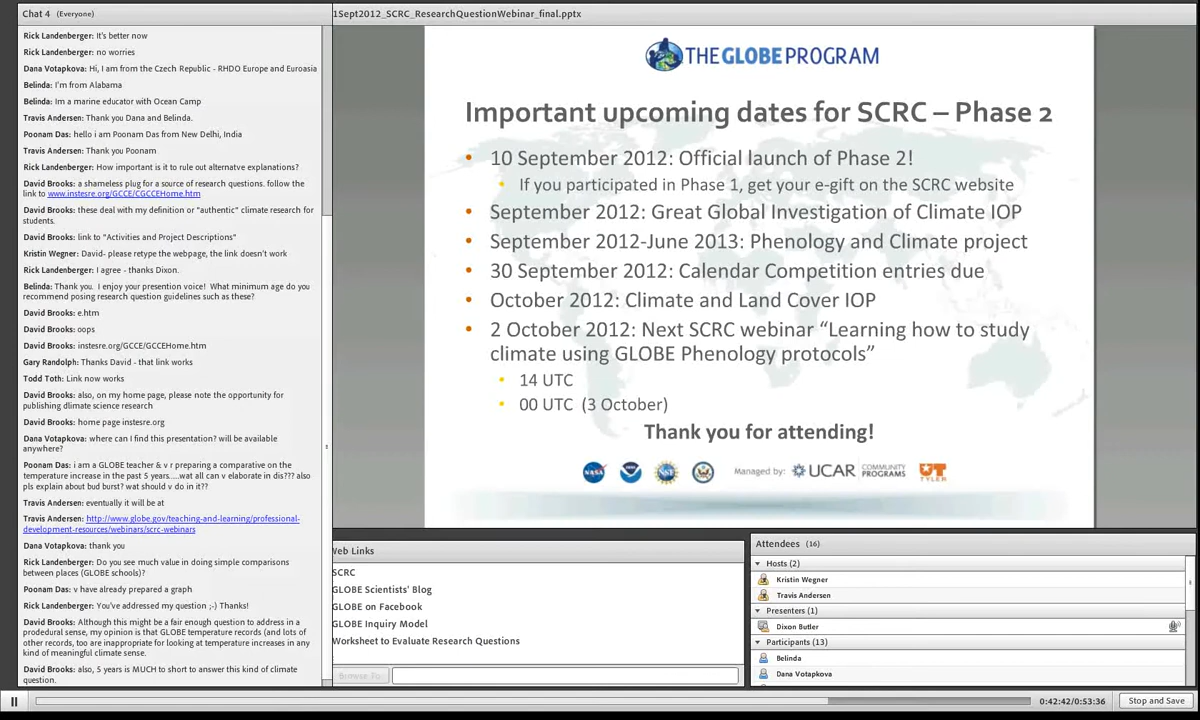 Chat 4 (Everyone)
Rick Landenberger: It's better now
Rick Landenberger: no worries
Dana Votapkova: Hi, I am from the Czech Republic - RHDO Europe and Euroasia
Belinda: I'm from Alabama
Belinda: Im a marine educator with Ocean Camp
Travis Andersen: Thank you Dana and Belinda.
Poonam Das: hello i am Poonam Das from New Delhi, India
Travis Andersen: Thank you Poonam
Rick Landenberger: How important is it to rule out alternatve explanations?
David Brooks: a shameless plug for a source of research questions. follow the
link to www.instesre.org/GCCE/CGCCEHome.htm
David Brooks: these deal with my definition or "authentic" climate research for
students.
David Brooks: link to "Activities and Project Descriptions"
Kristin Wegner: David- please retype the webpage, the link doesn't work
Rick Landenberger: I agree - thanks Dixon.
Belinda: Thank you. I enjoy your presention voice! What minimum age do you
recommend posing research question guidelines such as these?
David Brooks: e.htm
David Brooks: oops
David Brooks: instesre.org/GCCE/GCCEHome.htm
Gary Randolph: Thanks David - that link works
Todd Toth: Link now works
David Brooks: also, on my home page, please note the opportunity for
publishing dlimate science research
David Brooks: home page instesre.org
Dana Votapkova: where can I find this presentation? will be available
anywhere?
Poonam Das: i am a GLOBE teacher & v r preparing a comparative on the
temperature increase in the past 5 years.....wat all can v elaborate in dis??? also
pls explain about bud burst? wat should v do in it??
Travis Andersen: eventually it will be at
Travis Andersen: http://www.globe.gov/teaching-and-learning/professional-
development-resources/webinars/scrc-webinars
Dana Votapkova: thank you
Rick Landenberger: Do you see much value in doing simple comparisons
between places (GLOBE schools)?
Poonam Das: v have already prepared a graph
Rick Landenberger: You've addressed my question ;-) Thanks!
David Brooks: Although this might be a fair enough question to address in a
prodedural sense, my opinion is that GLOBE temperature records (and lots of
other records, too are inappropriate for looking at temperature increases in any
kind of meaningful climate sense.
David Brooks: also, 5 years is MUCH to short to answer this kind of climate
question.
1Sept2012_SCRC_ResearchQuestionWebinar_final.pptx
THE GLOBE PROGRAM
Important upcoming dates for SCRC – Phase 2
• 10 September 2012: Official launch of Phase 2!
• If you participated in Phase 1, get your e-gift on the SCRC website
• September 2012: Great Global Investigation of Climate IOP
• September 2012-June 2013: Phenology and Climate project
• 30 September 2012: Calendar Competition entries due
• October 2012: Climate and Land Cover IOP
• 2 October 2012: Next SCRC webinar “Learning how to study
climate using GLOBE Phenology protocols”
• 14 UTC
• 00 UTC (3 October)
Thank you for attending!
NASA
NSF
Managed by: UCAR COMMUNITY
PROGRAMS
UT
TYLER
Web Links
SCRC
GLOBE Scientists' Blog
GLOBE on Facebook
GLOBE Inquiry Model
Worksheet to Evaluate Research Questions
Browse To
Attendees (16)
Hosts (2)
Kristin Wegner
Travis Andersen
Presenters (1)
Dixon Butler
Participants (13)
Belinda
Dana Votapkova
0:42:42/0:53:36
Stop and Save